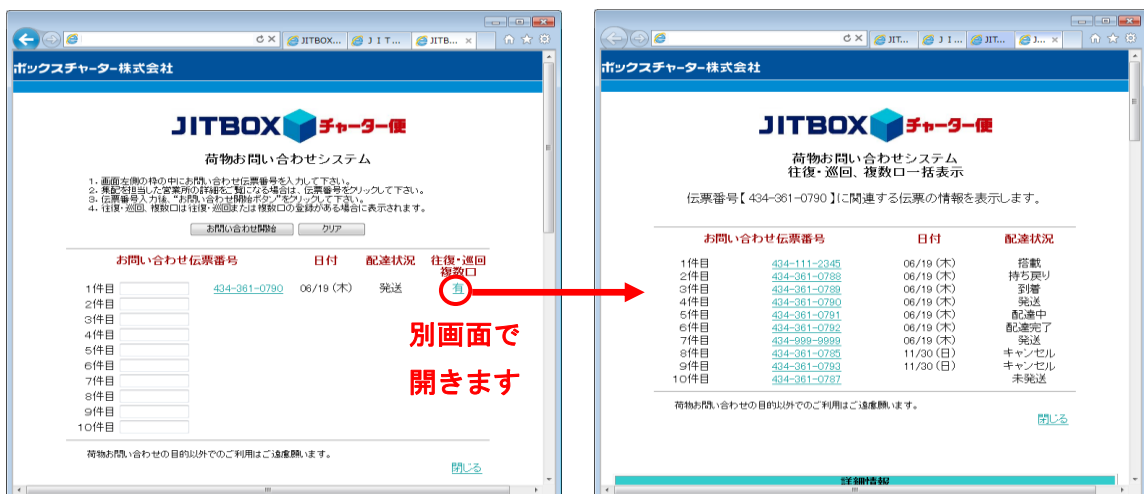 JITBOX...
J I T...
JITB...
ボックスチャーター株式会社
JITBOX チャーター便
荷物お問い合わせシステム
1. 画面左側の枠の中にお問い合わせ伝票番号を入力して下さい。
2. 集配を担当した営業所の詳細をご覧になる場合は、伝票番号をクリックして下さい。
3. 伝票番号入力後、"お問い合わせ開始ボタン"をクリックして下さい。
4. 往復・巡回、複数口は往復・巡回または複数口の登録がある場合に表示されます。
お問い合わせ開始 クリア
お問い合わせ伝票番号 日付 配達状況 往復・巡回
複数口
1件目 434-361-0790 06/19 (木) 発送 有
2件目
3件目
4件目
5件目
6件目
7件目
8件目
9件目
10件目
荷物お問い合わせの目的以外でのご利用はご遠慮願います。
閉じる
別画面で
開きます
JIT...
J I...
JIT...
J...
ボックスチャーター株式会社
JITBOX チャーター便
荷物お問い合わせシステム
往復・巡回、複数口一括表示
伝票番号【 434-361-0790 】に関連する伝票の情報を表示します。
お問い合わせ伝票番号 日付 配達状況
1件目 434-111-2345 06/19 (木) 搭載
2件目 434-361-0788 06/19 (木) 持ち戻り
3件目 434-361-0789 06/19 (木) 到着
4件目 434-361-0790 06/19 (木) 発送
5件目 434-361-0791 06/19 (木) 配達中
6件目 434-361-0792 06/19 (木) 配達完了
7件目 434-999-9999 06/19 (木) 発送
8件目 434-361-0785 11/30 (日) キャンセル
9件目 434-361-0793 11/30 (日) キャンセル
10件目 434-361-0787 未発送
荷物お問い合わせの目的以外でのご利用はご遠慮願います。
閉じる
詳細情報